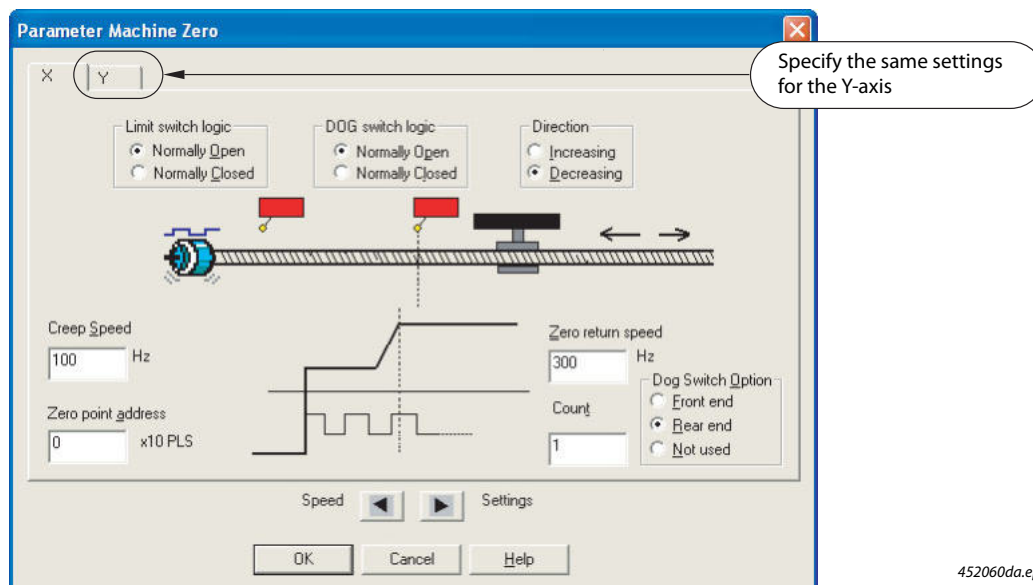 Parameter Machine Zero
X
Y
Specify the same settings
for the Y-axis
Limit switch logic
Normally Open
Normally Closed
DOG switch logic
Normally Open
Normally Closed
Direction
Increasing
Decreasing
Creep Speed
100 Hz
Zero point address
0 x10 PLS
Zero return speed
300 Hz
Count
1
Dog Switch Option
Front end
Rear end
Not used
Speed Settings
OK Cancel Help